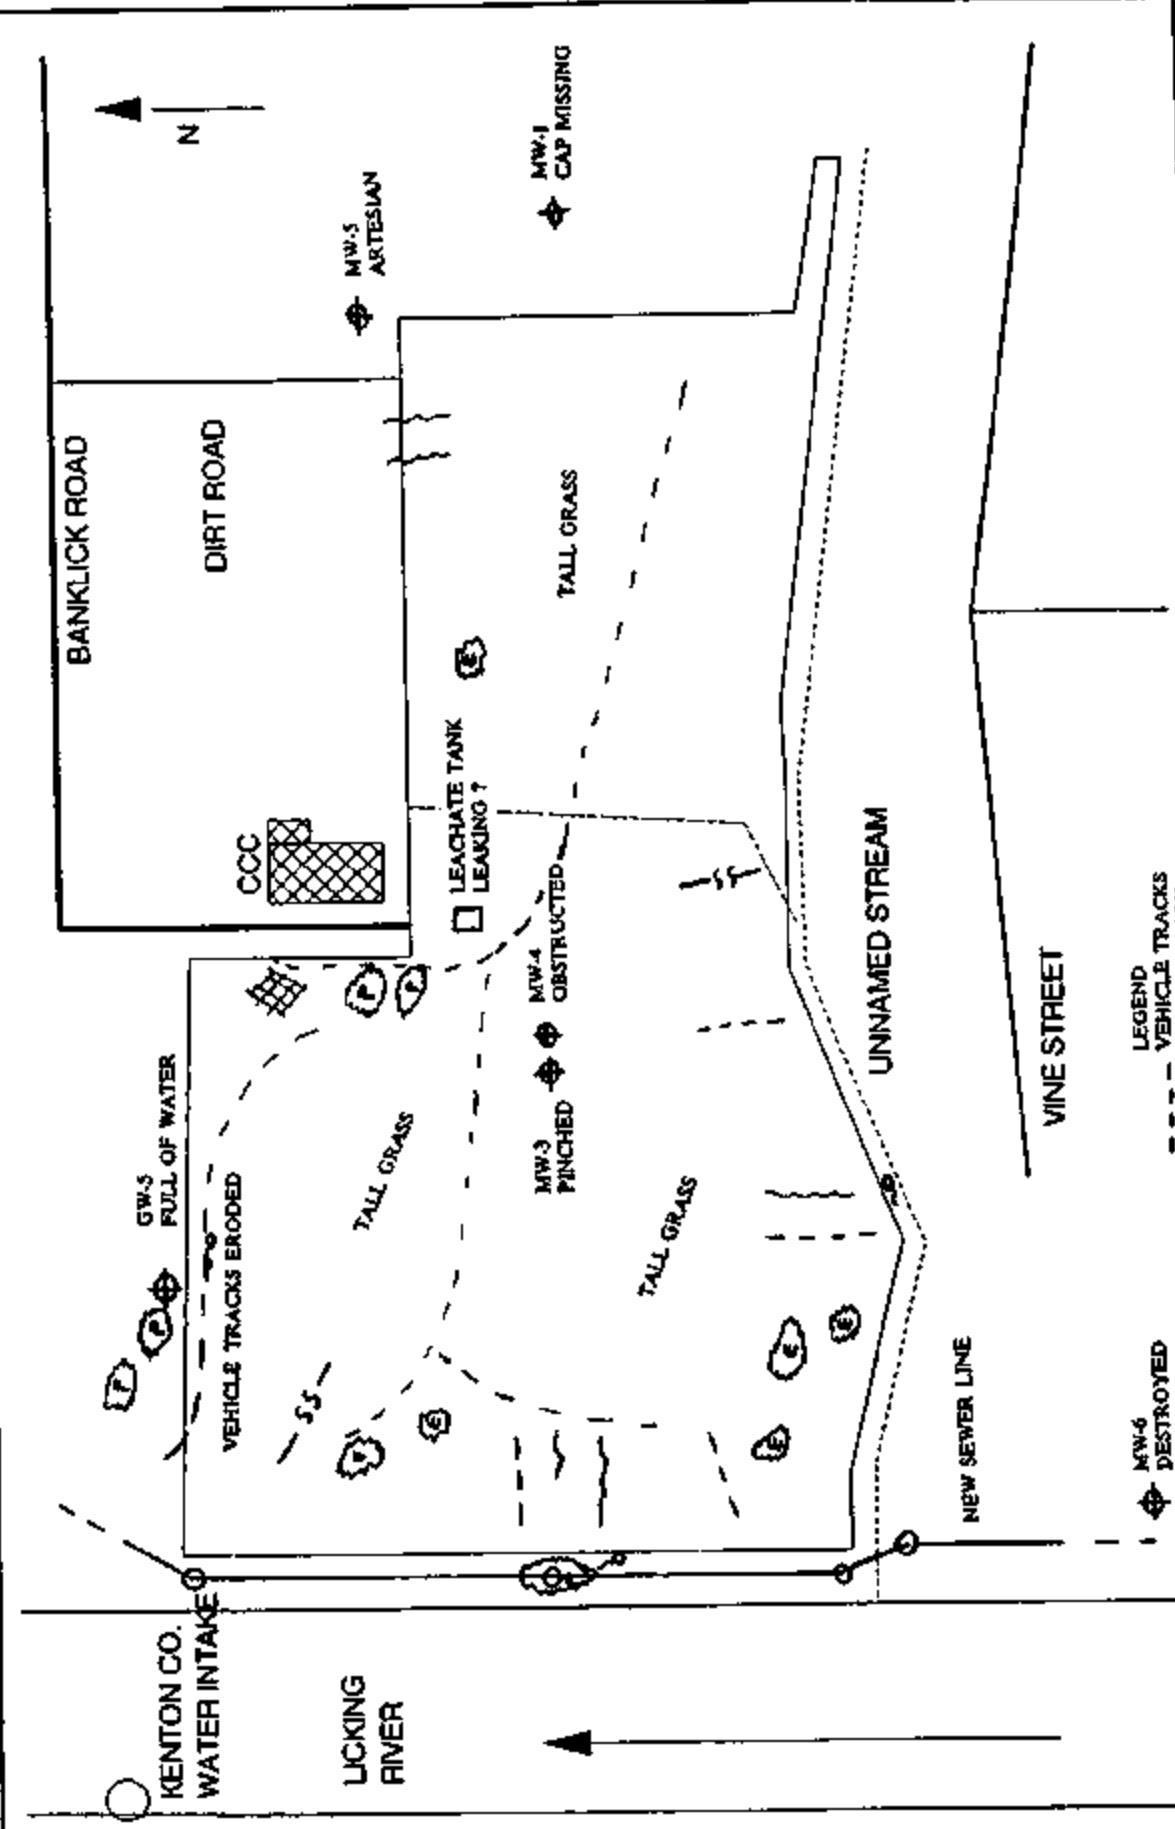 BANKLICK ROAD
DIRT ROAD
N
MW-5
ARTESIAN
MW-1
CAP MISSING
CCC
LEACHATE TANK
LEAKING ?
TALL GRASS
E
GW-5
FULL OF WATER
VEHICLE TRACKS ERODED
P
P
P
P
TALL GRASS
MW-3
PINCHED
MW-4
OBSTRUCTED
SS
SS
TALL GRASS
P
E
E
E
E
UNNAMED STREAM
VINE STREET
NEW SEWER LINE
MW-6
DESTROYED
LEGEND
VEHICLE TRACKS
KENTON CO.
WATER INTAKE
LICKING
RIVER